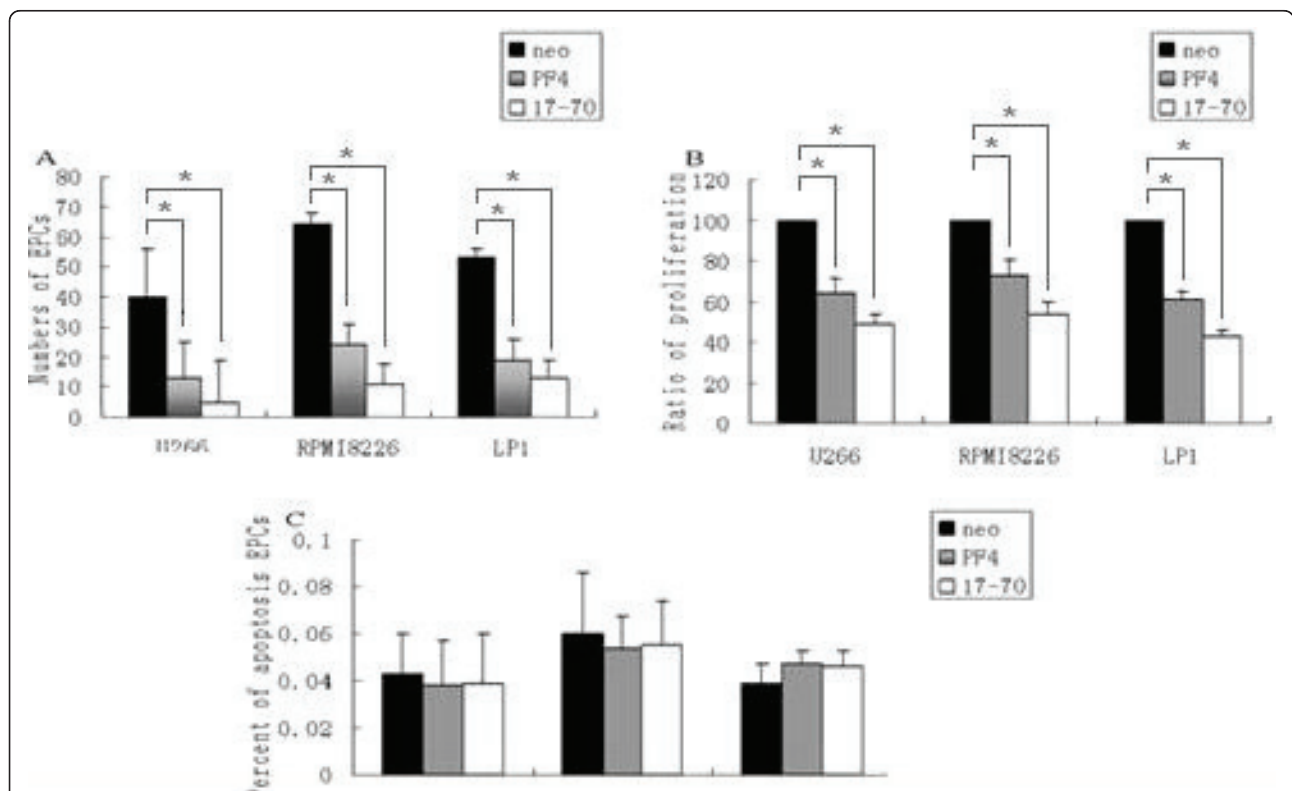 neo
PF4
17-70
A
Numbers of EPCs
80
70
60
50
40
30
20
10
0
*
*
*
*
*
*
U266
RPMI8226
LP1
neo
PF4
17-70
B
Ratio of proliferation
120
100
80
60
40
20
0
*
*
*
*
*
*
U266
RPMI8226
LP1
neo
PF4
17-70
C
Percent of apoptosis EPCs
0.1
0.08
0.06
0.04
0.02
0